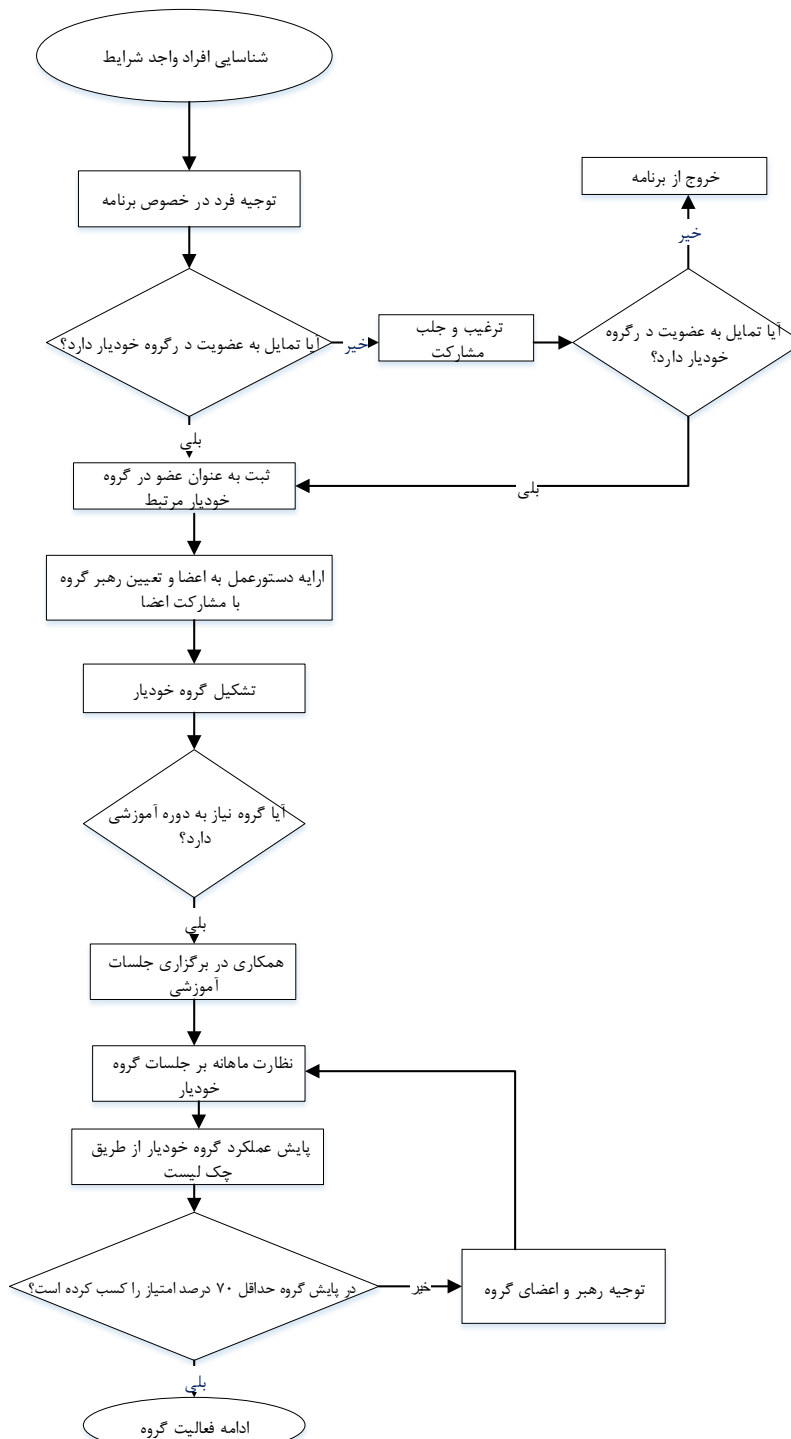 شناسایی افراد واجد شرایط
توجیه فرد در خصوص برنامه
خروج از برنامه
خیر
آیا تمایل به عضویت د رگروه خودیار دارد؟
خیر
ترغیب و جلب
مشارکت
آیا تمایل به عضویت د رگروه
خودیار دارد؟
بلی
بلی
ثبت به عنوان عضو در گروه
خودیار مرتبط
ارایه دستورعمل به اعضا و تعیین رهبر گروه
با مشارکت اعضا
تشکیل گروه خودیار
آیا گروه نیاز به دوره آموزشی
دارد؟
بلی
همکاری در برگزاری جلسات
آموزشی
نظارت ماهانه بر جلسات گروه
خودیار
پایش عملکرد گروه خودیار از طریق
چک لیست
در پایش گروه حداقل ۷۰ درصد امتیاز را کسب کرده است؟
خیر
توجیه رهبر و اعضای گروه
بلی
ادامه فعالیت گروه